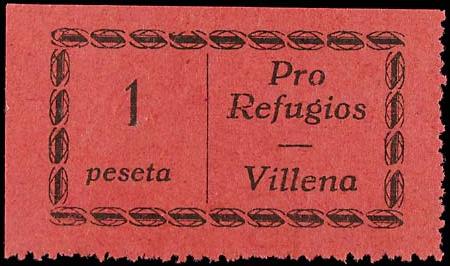 1
peseta
Pro
Refugios
Villena